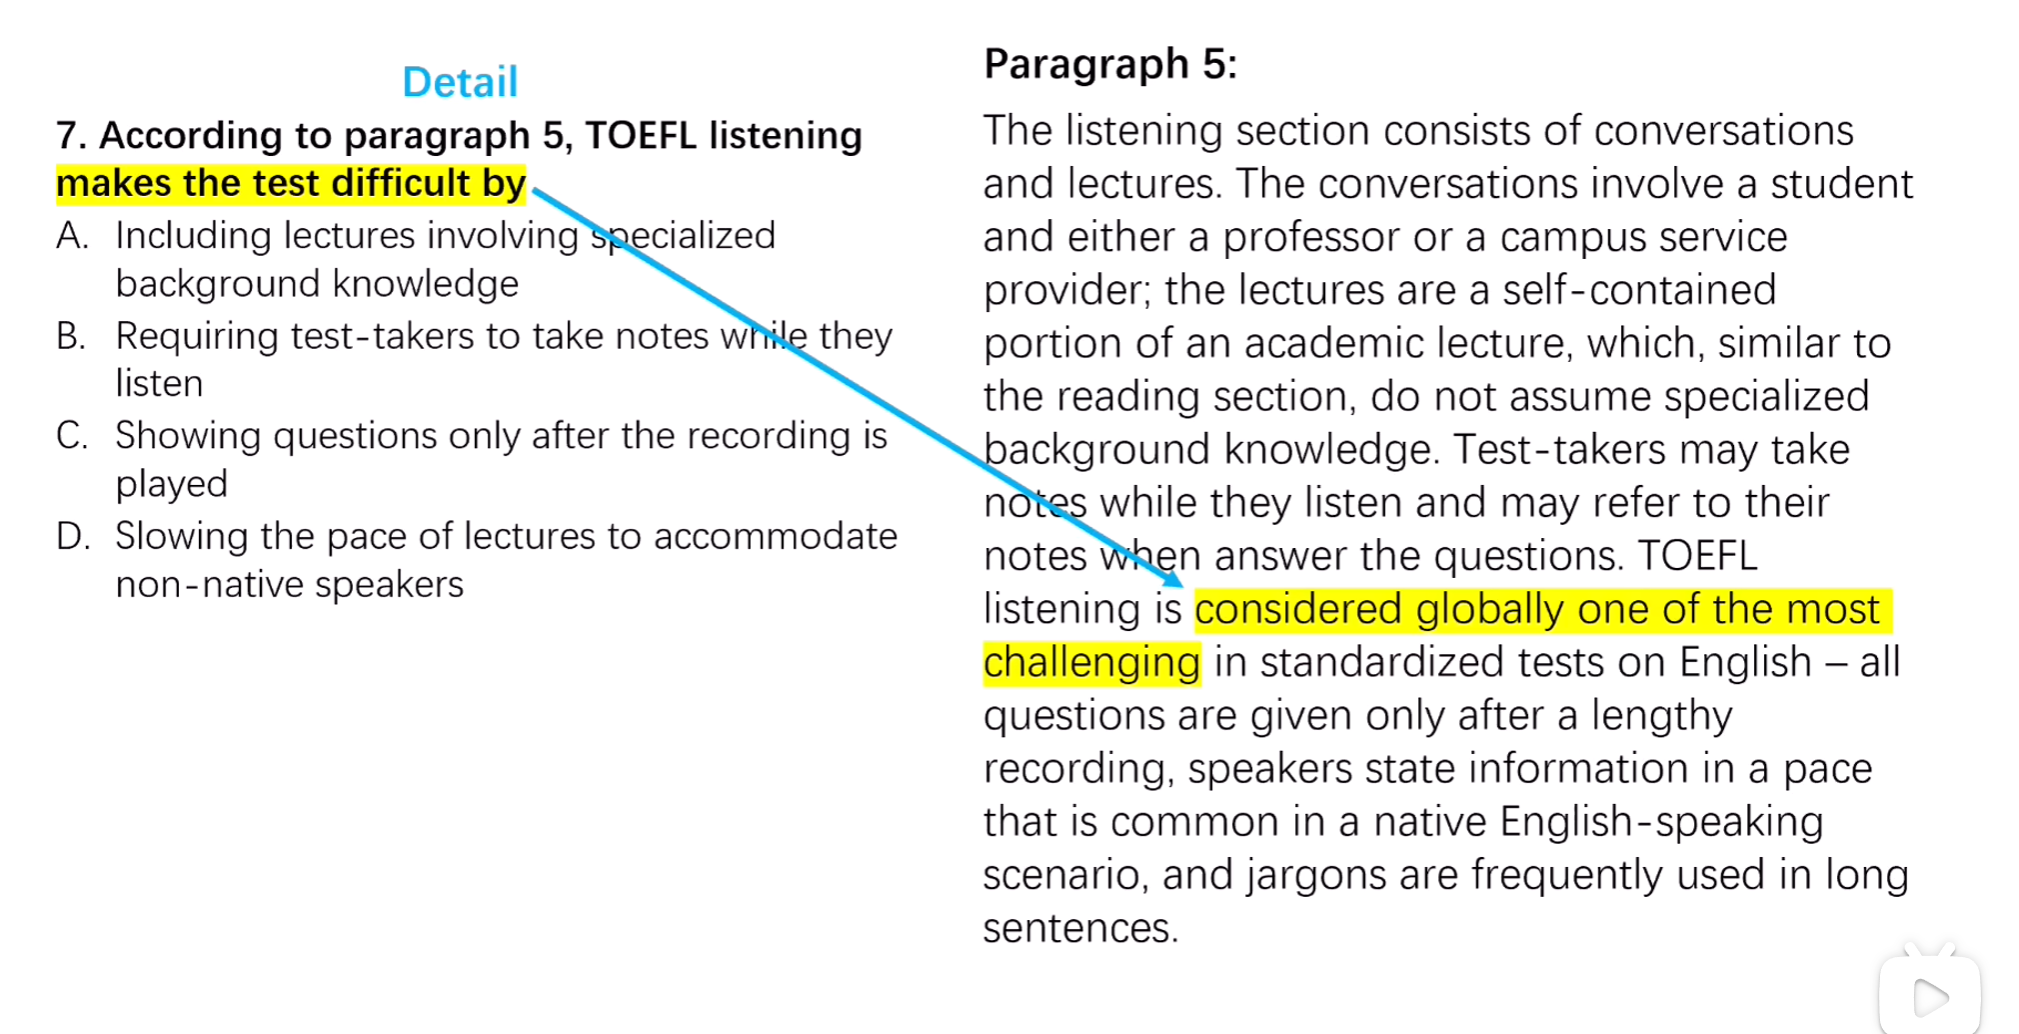 Detail
7. According to paragraph 5, TOEFL listening
makes the test difficult by
A. Including lectures involving specialized
background knowledge
B. Requiring test-takers to take notes while they
listen
C. Showing questions only after the recording is
played
D. Slowing the pace of lectures to accommodate
non-native speakers
Paragraph 5:
The listening section consists of conversations
and lectures. The conversations involve a student
and either a professor or a campus service
provider; the lectures are a self-contained
portion of an academic lecture, which, similar to
the reading section, do not assume specialized
background knowledge. Test-takers may take
notes while they listen and may refer to their
notes when answer the questions. TOEFL
listening is considered globally one of the most
challenging in standardized tests on English – all
questions are given only after a lengthy
recording, speakers state information in a pace
that is common in a native English-speaking
scenario, and jargons are frequently used in long
sentences.